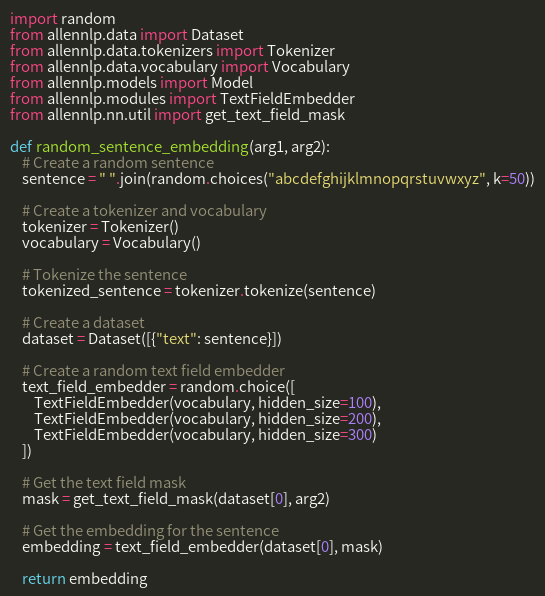 import random
from allennlp.data import Dataset
from allennlp.data.tokenizers import Tokenizer
from allennlp.data.vocabulary import Vocabulary
from allennlp.models import Model
from allennlp.modules import TextFieldEmbedder
from allennlp.nn.util import get_text_field_mask

def random_sentence_embedding(arg1, arg2):
    # Create a random sentence
    sentence = " ".join(random.choices("abcdefghijklmnopqrstuvwxyz", k=50))

    # Create a tokenizer and vocabulary
    tokenizer = Tokenizer()
    vocabulary = Vocabulary()

    # Tokenize the sentence
    tokenized_sentence = tokenizer.tokenize(sentence)

    # Create a dataset
    dataset = Dataset([{"text": sentence}])

    # Create a random text field embedder
    text_field_embedder = random.choice([
        TextFieldEmbedder(vocabulary, hidden_size=100),
        TextFieldEmbedder(vocabulary, hidden_size=200),
        TextFieldEmbedder(vocabulary, hidden_size=300)
    ])

    # Get the text field mask
    mask = get_text_field_mask(dataset[0], arg2)

    # Get the embedding for the sentence
    embedding = text_field_embedder(dataset[0], mask)

    return embedding